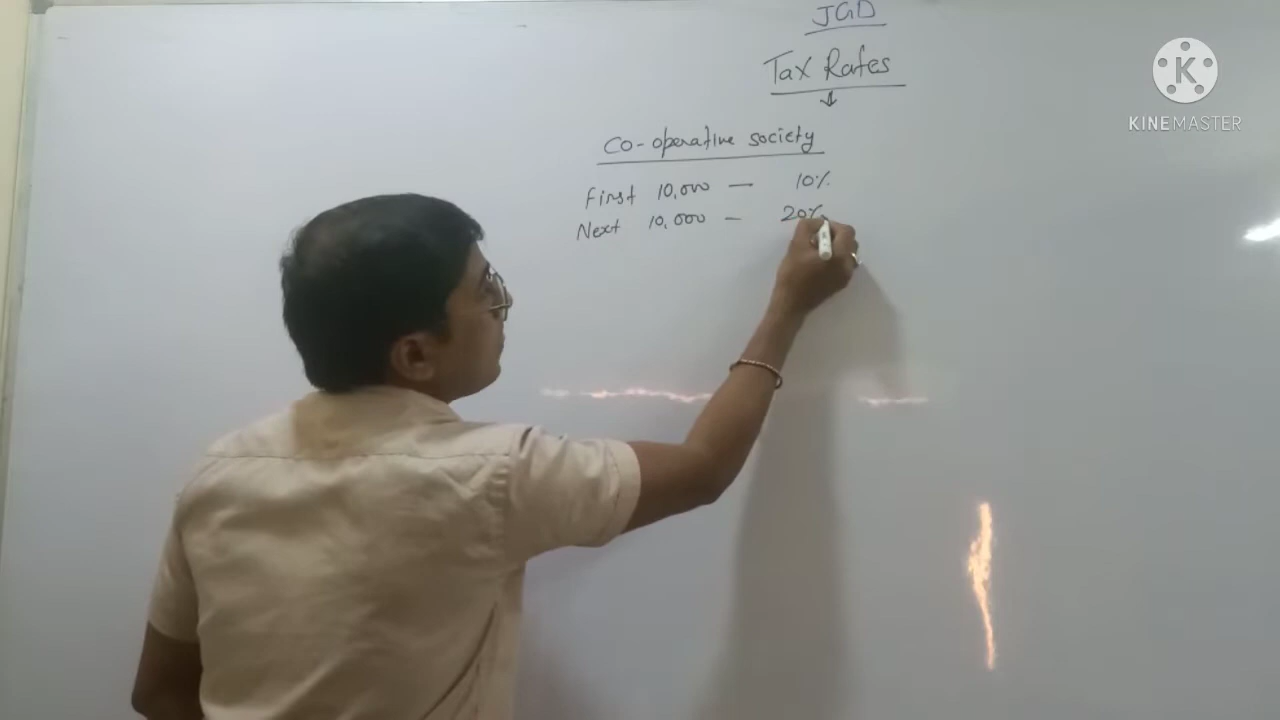 JGD
Tax Rates
Co-operative society
First 10,000 — 10%
Next 10,000 — 20%
K
KINEMASTER